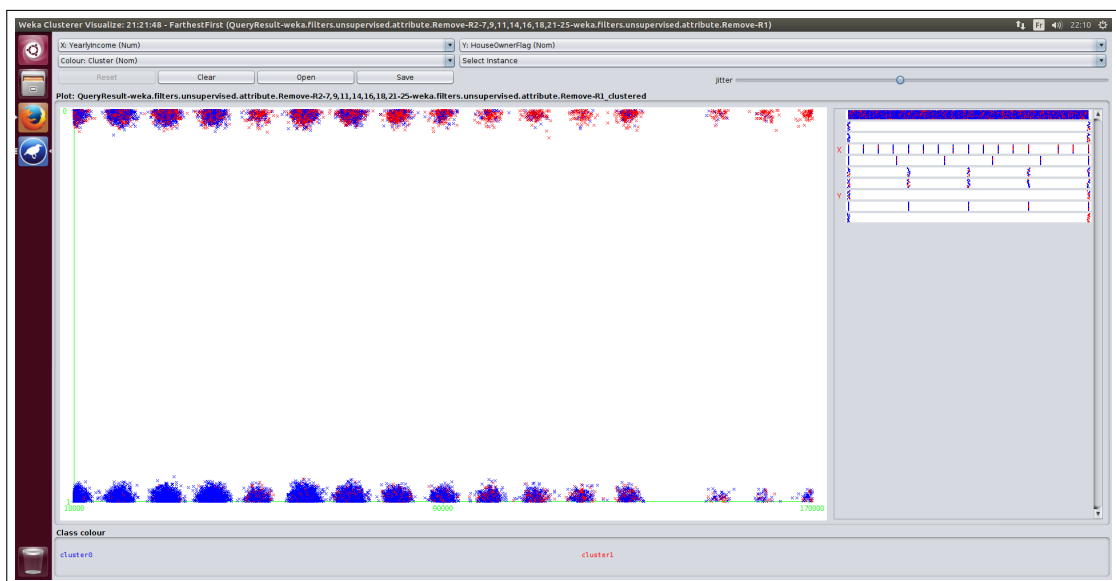 Weka Clusterer Visualize: 21:21:48 - FarthestFirst (QueryResult-weka.filters.unsupervised.attribute.Remove-R2-7,9,11,14,16,18,21-25-weka.filters.unsupervised.attribute.Remove-R1)
Fr
22:10
X: YearlyIncome (Num)
Y: HouseOwnerFlag (Nom)
Colour: Cluster (Nom)
Select Instance
Reset
Clear
Open
Save
Jitter
Plot: QueryResult-weka.filters.unsupervised.attribute.Remove-R2-7,9,11,14,16,18,21-25-weka.filters.unsupervised.attribute.Remove-R1_clustered
0
X
Y
1
10000
90000
170000
Class colour
cluster0
cluster1